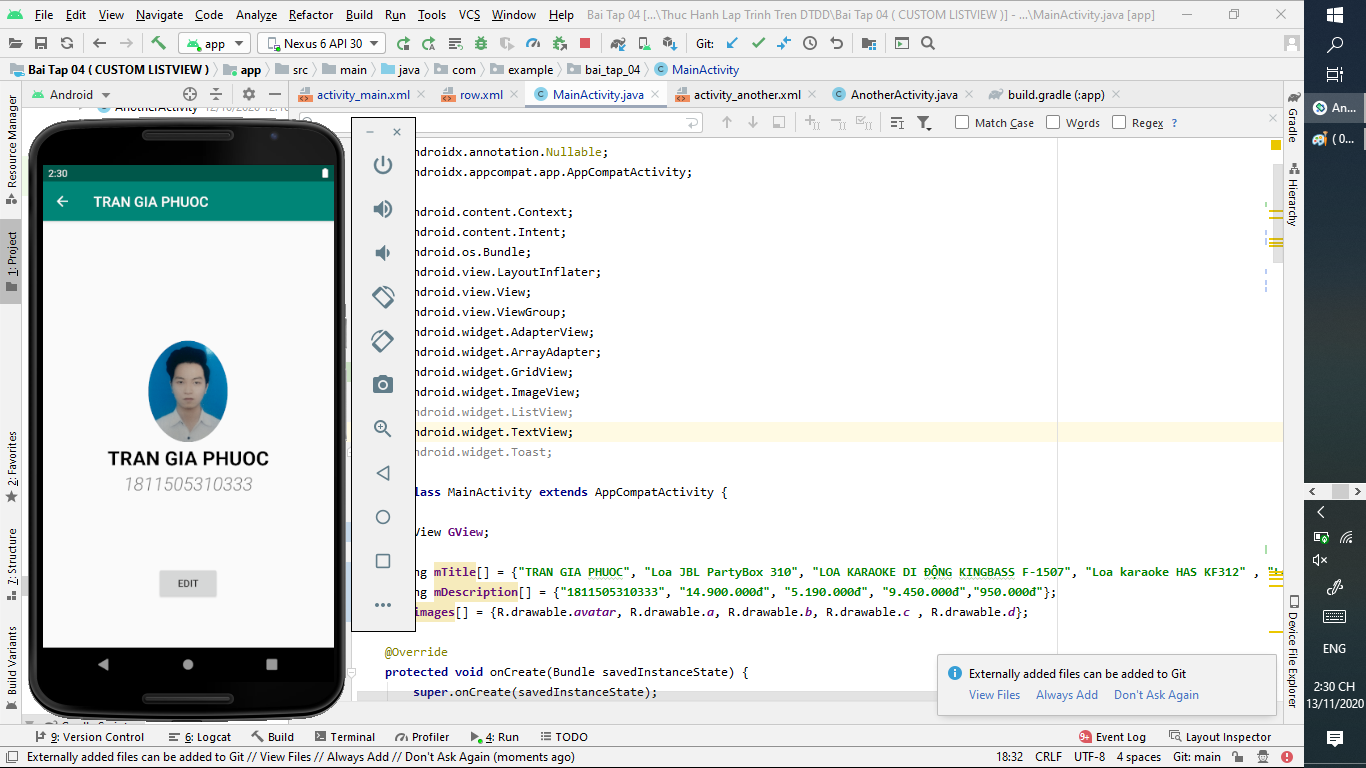 File Edit View Navigate Code Analyze Refactor Build Run Tools VCS Window Help Bai Tap 04 [...\Thuc Hanh Lap Trinh Tren DTDD\Bai Tap 04 ( CUSTOM LISTVIEW )] - ...\MainActivity.java [app]
app Nexus 6 API 30 Git:
Bai Tap 04 ( CUSTOM LISTVIEW ) app src main java com example bai_tap_04 MainActivity
Android activity_main.xml row.xml MainActivity.java activity_another.xml AnotherActivity.java build.gradle (:app)
Match Case Words Regex ?
Resource Manager
1: Project
2: Favorites
7: Structure
Build Variants
2:30
TRAN GIA PHUOC
TRAN GIA PHUOC
1811505310333
EDIT
ndroidx.annotation.Nullable;
ndroidx.appcompat.app.AppCompatActivity;
ndroid.content.Context;
ndroid.content.Intent;
ndroid.os.Bundle;
ndroid.view.LayoutInflater;
ndroid.view.View;
ndroid.view.ViewGroup;
ndroid.widget.AdapterView;
ndroid.widget.ArrayAdapter;
ndroid.widget.GridView;
ndroid.widget.ImageView;
ndroid.widget.ListView;
ndroid.widget.TextView;
ndroid.widget.Toast;
lass MainActivity extends AppCompatActivity {
View GView;
ng mTitle[] = {"TRAN GIA PHUOC", "Loa JBL PartyBox 310", "LOA KARAOKE DI ĐỘNG KINGBASS F-1507", "Loa karaoke HAS KF312" ,
ng mDescription[] = {"1811505310333", "14.900.000đ", "5.190.000đ", "9.450.000đ","950.000đ"};
images[] = {R.drawable.avatar, R.drawable.a, R.drawable.b, R.drawable.c , R.drawable.d};
@Override
protected void onCreate(Bundle savedInstanceState) {
super.onCreate(savedInstanceState);
Externally added files can be added to Git
View Files Always Add Don't Ask Again
Gradle
Hierarchy
Device File Explorer
9: Version Control 6: Logcat Build Terminal Profiler 4: Run TODO Event Log Layout Inspector
Externally added files can be added to Git // View Files // Always Add // Don't Ask Again (moments ago) 18:32 CRLF UTF-8 4 spaces Git: main
An...
( 0...
ENG
2:30 CH
13/11/2020